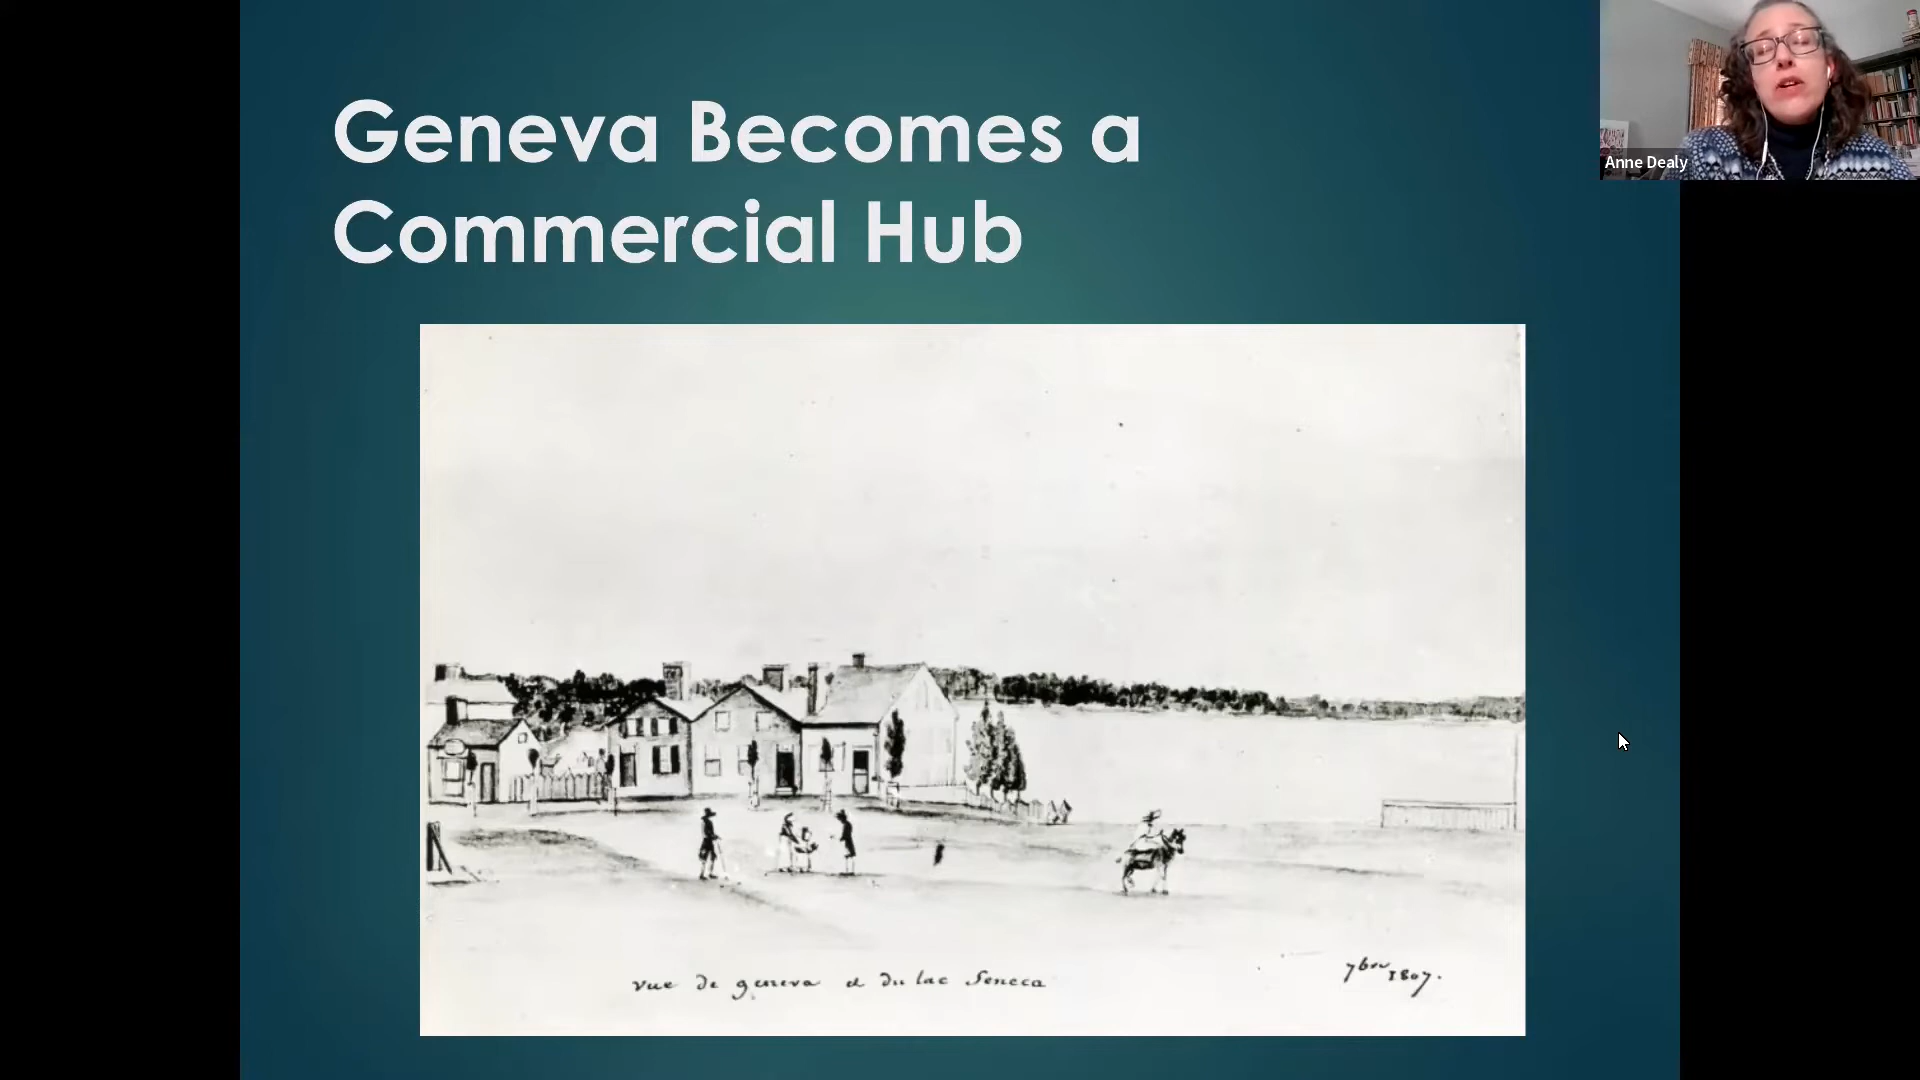 Geneva Becomes a
Commercial Hub
Anne Dealy
vue de geneva et du lac Seneca
7bre 1807.